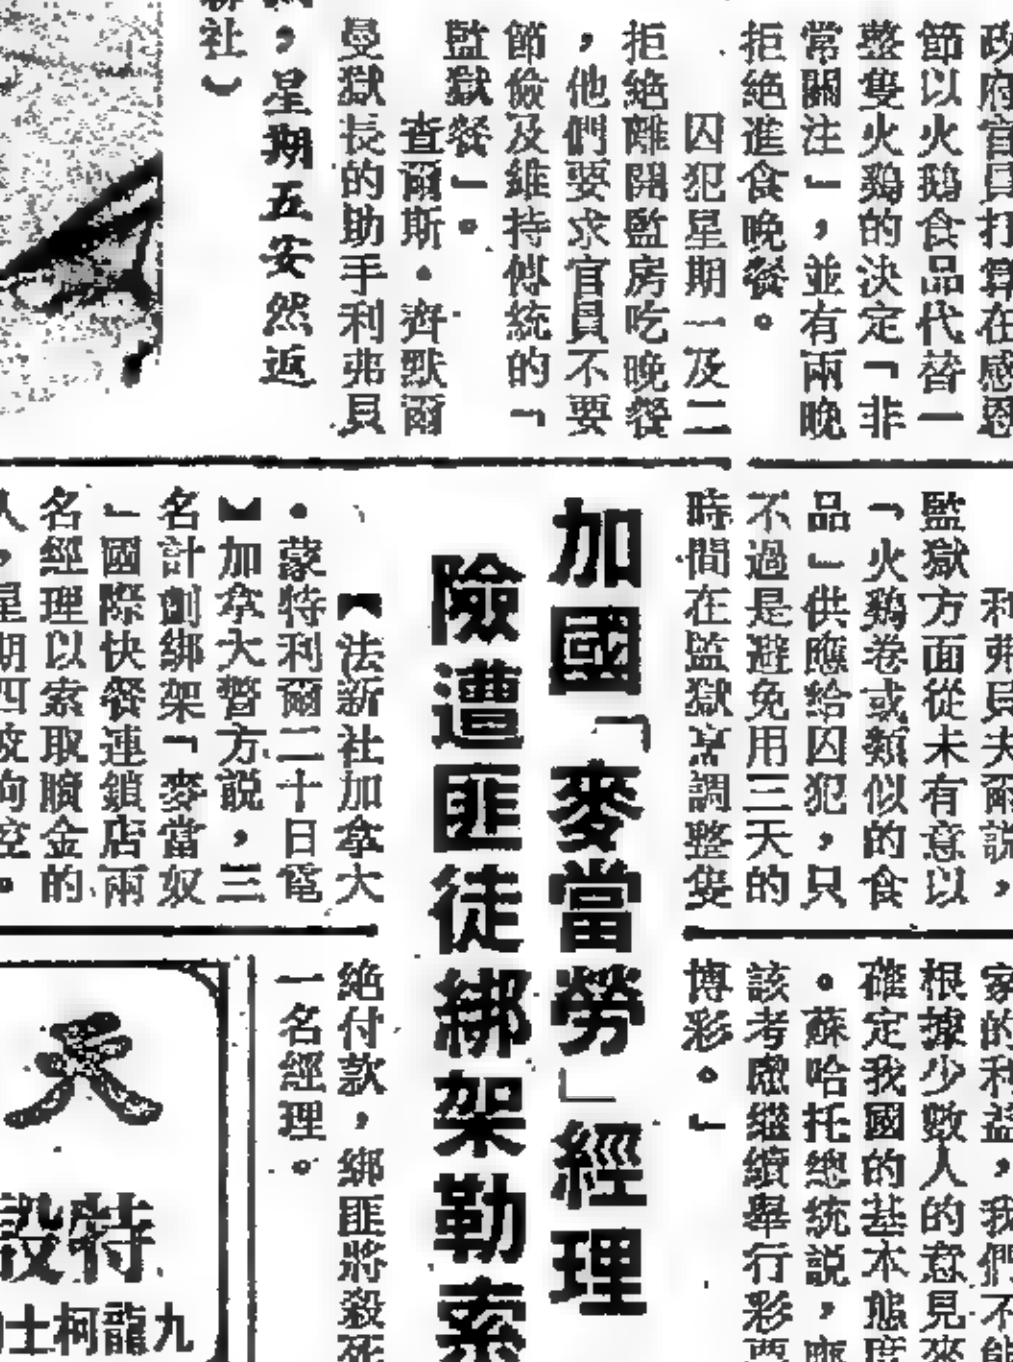 政府官員打算在感恩
節以火鷄食品代替一
整隻火鷄的決定「非
常關注」，並有兩晚
拒絕進食晚餐。
囚犯星期一及二
拒絕離開監房吃晚餐
，他們要求官員不要
節儉及維持傳統的「
監獄餐」。
查爾斯•齊默爾
曼獄長的助手利弗貝
，星期五安然返
社）
利弗貝夫爾説，
監獄方面從未有意以
「火鷄卷或類似的食
品」供應給囚犯，只
不過是避免用三天的
時間在監獄烹調整隻
加國「麥當勞」經理
險遭匪徒綁架勒索
【法新社加拿大
•蒙特利爾二十日電
】加拿大警方説，三
名計劃綁架「麥當奴
」國際快餐連鎖店兩
名經理以索取贖金的
人，星期四被拘控。
家的利益，我們不能
根據少數人的意見來
確定我國的基本態度
。蘇哈托總統説，
該考慮繼續舉行彩票
博彩。」
絕付款，綁匪將殺死
一名經理。
特設
九龍柯士